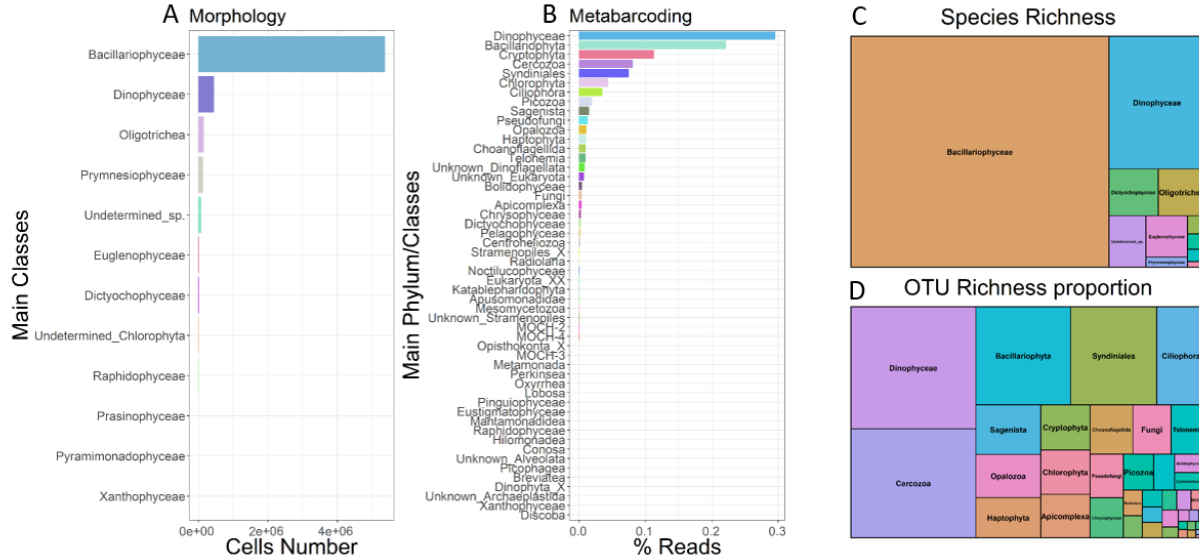 A Morphology
Main Classes
Bacillariophyceae
Dinophyceae
Oligotrichea
Prymnesiophyceae
Undetermined_sp.
Euglenophyceae
Dictyochophyceae
Undetermined_Chlorophyta
Raphidophyceae
Prasinophyceae
Pyramimonadophyceae
Xanthophyceae
0e+00 2e+06 4e+06
Cells Number
B Metabarcoding
Main Phylum/Classes
Dinophyceae
Bacillariophyta
Cryptophyta
Cercozoa
Syndiniales
Chlorophyta
Ciliophora
Picozoa
Sagenista
Pseudofungi
Opalozoa
Haptophyta
Choanoflagellida
Telonemia
Unknown_Dinoflagellata
Unknown_Eukaryota
Bolidophyceae
Fungi
Apicomplexa
Chrysophyceae
Dictyochophyceae
Pelagophyceae
Centroheliozoa
Stramenopiles_X
Radiolaria
Noctilucophyceae
Eukaryota_XX
Katablepharidophyta
Apusomonadidae
Mesomycetozoa
Unknown_Stramenopiles
MOCH-2
MOCH-4
Opisthokonta_X
MOCH-3
Metamonada
Perkinsea
Oxyrrhea
Lobosa
Pinguiophyceae
Eustigmatophyceae
Mantamonadidea
Raphidophyceae
Hilomonadea
Conosa
Unknown_Alveolata
Picophagea
Breviatea
Dinophyta_X
Unknown_Archaeplastida
Xanthophyceae
Discoba
0.0 0.1 0.2 0.3
% Reads
C Species Richness
Bacillariophyceae
Dinophyceae
Dictyochophyceae
Oligotriche
Undetermined_sp.
Euglenophyceae
Prymnesiophyceae
D OTU Richness proportion
Dinophyceae
Bacillariophyta
Syndiniales
Ciliophora
Cercozoa
Sagenista
Cryptophyta
Choanoflagellida
Fungi
Telonemi
Opalozoa
Chlorophyta
Pseudofungi
Picozoa
Haptophyta
Apicomplexa
Chrysophyceae